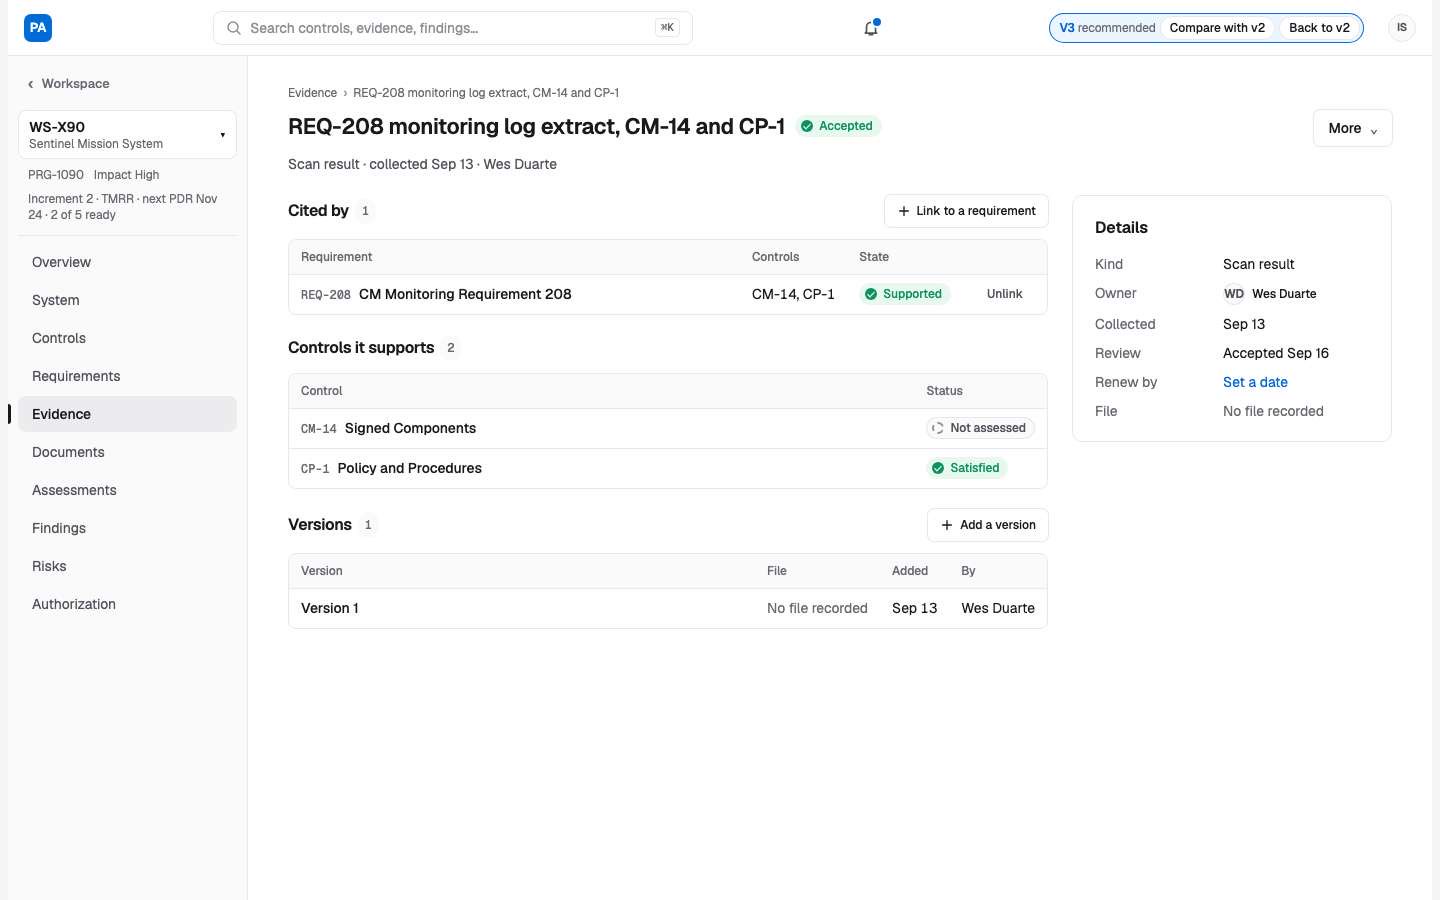 PA
Search controls, evidence, findings...
⌘K
V3 recommended
Compare with v2
Back to v2
IS
‹ Workspace
WS-X90
Sentinel Mission System
PRG-1090 Impact High
Increment 2 · TMRR · next PDR Nov
24 · 2 of 5 ready
Overview
System
Controls
Requirements
Evidence
Documents
Assessments
Findings
Risks
Authorization
Evidence › REQ-208 monitoring log extract, CM-14 and CP-1
REQ-208 monitoring log extract, CM-14 and CP-1
Accepted
More
Scan result · collected Sep 13 · Wes Duarte
Cited by 1
+ Link to a requirement
Requirement Controls State
REQ-208 CM Monitoring Requirement 208 CM-14, CP-1 Supported Unlink
Controls it supports 2
Control Status
CM-14 Signed Components Not assessed
CP-1 Policy and Procedures Satisfied
Versions 1
+ Add a version
Version File Added By
Version 1 No file recorded Sep 13 Wes Duarte
Details
Kind Scan result
Owner WD Wes Duarte
Collected Sep 13
Review Accepted Sep 16
Renew by Set a date
File No file recorded